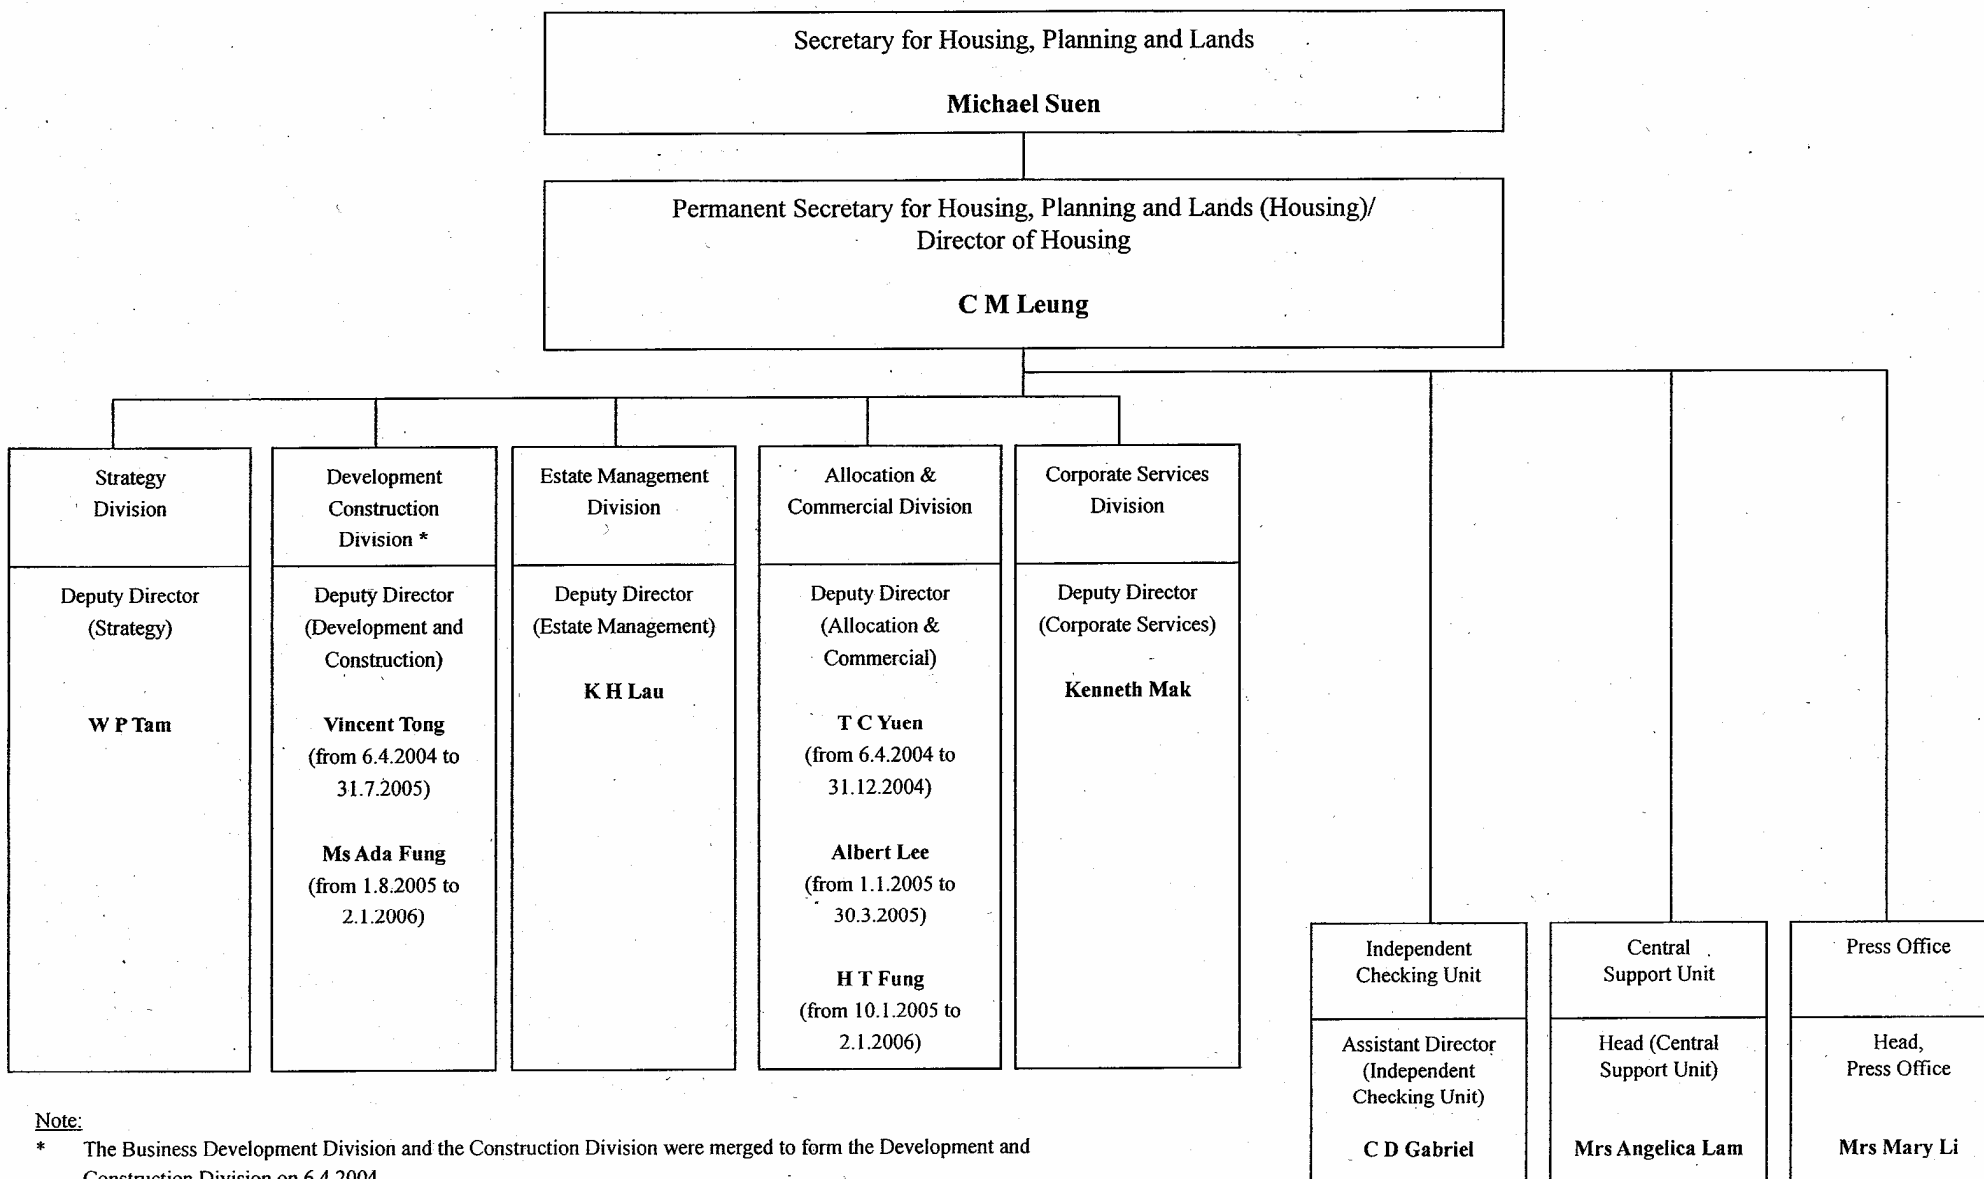 Secretary for Housing, Planning and Lands
Michael Suen
Permanent Secretary for Housing, Planning and Lands (Housing)/
Director of Housing
C M Leung
Strategy
Division
Deputy Director
(Strategy)
W P Tam
Development
Construction
Division *
Deputy Director
(Development and
Construction)
Vincent Tong
(from 6.4.2004 to
31.7.2005)
Ms Ada Fung
(from 1.8.2005 to
2.1.2006)
Estate Management
Division
Deputy Director
(Estate Management)
K H Lau
Allocation &
Commercial Division
Deputy Director
(Allocation &
Commercial)
T C Yuen
(from 6.4.2004 to
31.12.2004)
Albert Lee
(from 1.1.2005 to
30.3.2005)
H T Fung
(from 10.1.2005 to
2.1.2006)
Corporate Services
Division
Deputy Director
(Corporate Services)
Kenneth Mak
Independent
Checking Unit
Assistant Director
(Independent
Checking Unit)
C D Gabriel
Central
Support Unit
Head (Central
Support Unit)
Mrs Angelica Lam
Press Office
Head,
Press Office
Mrs Mary Li
Note:
* The Business Development Division and the Construction Division were merged to form the Development and
Construction Division on 6.4.2004